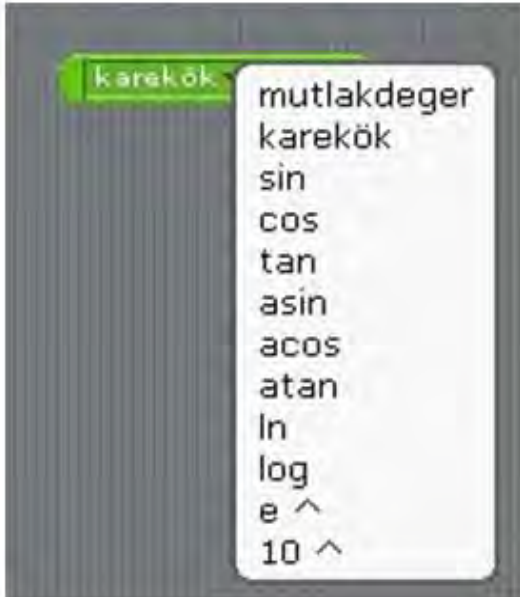 karekök
mutlakdeger
karekök
sin
cos
tan
asin
acos
atan
ln
log
e ^
10 ^